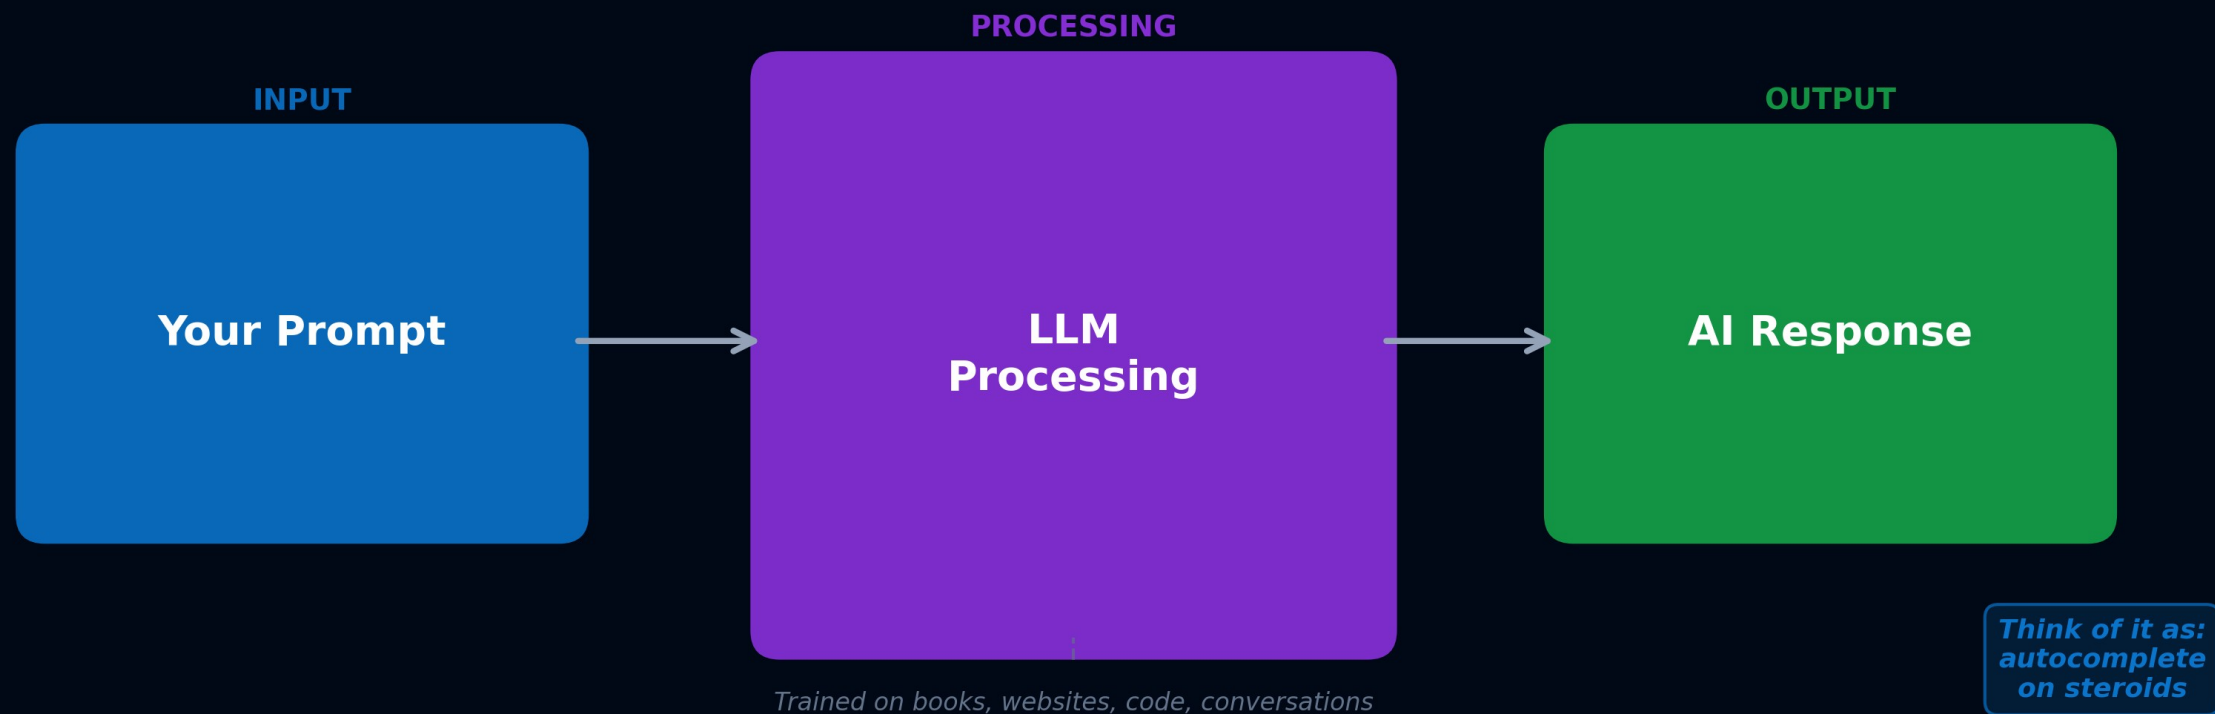 PROCESSING
INPUT
OUTPUT
Your Prompt
LLM
Processing
AI Response
Think of it as:
autocomplete
on steroids
Trained on books, websites, code, conversations